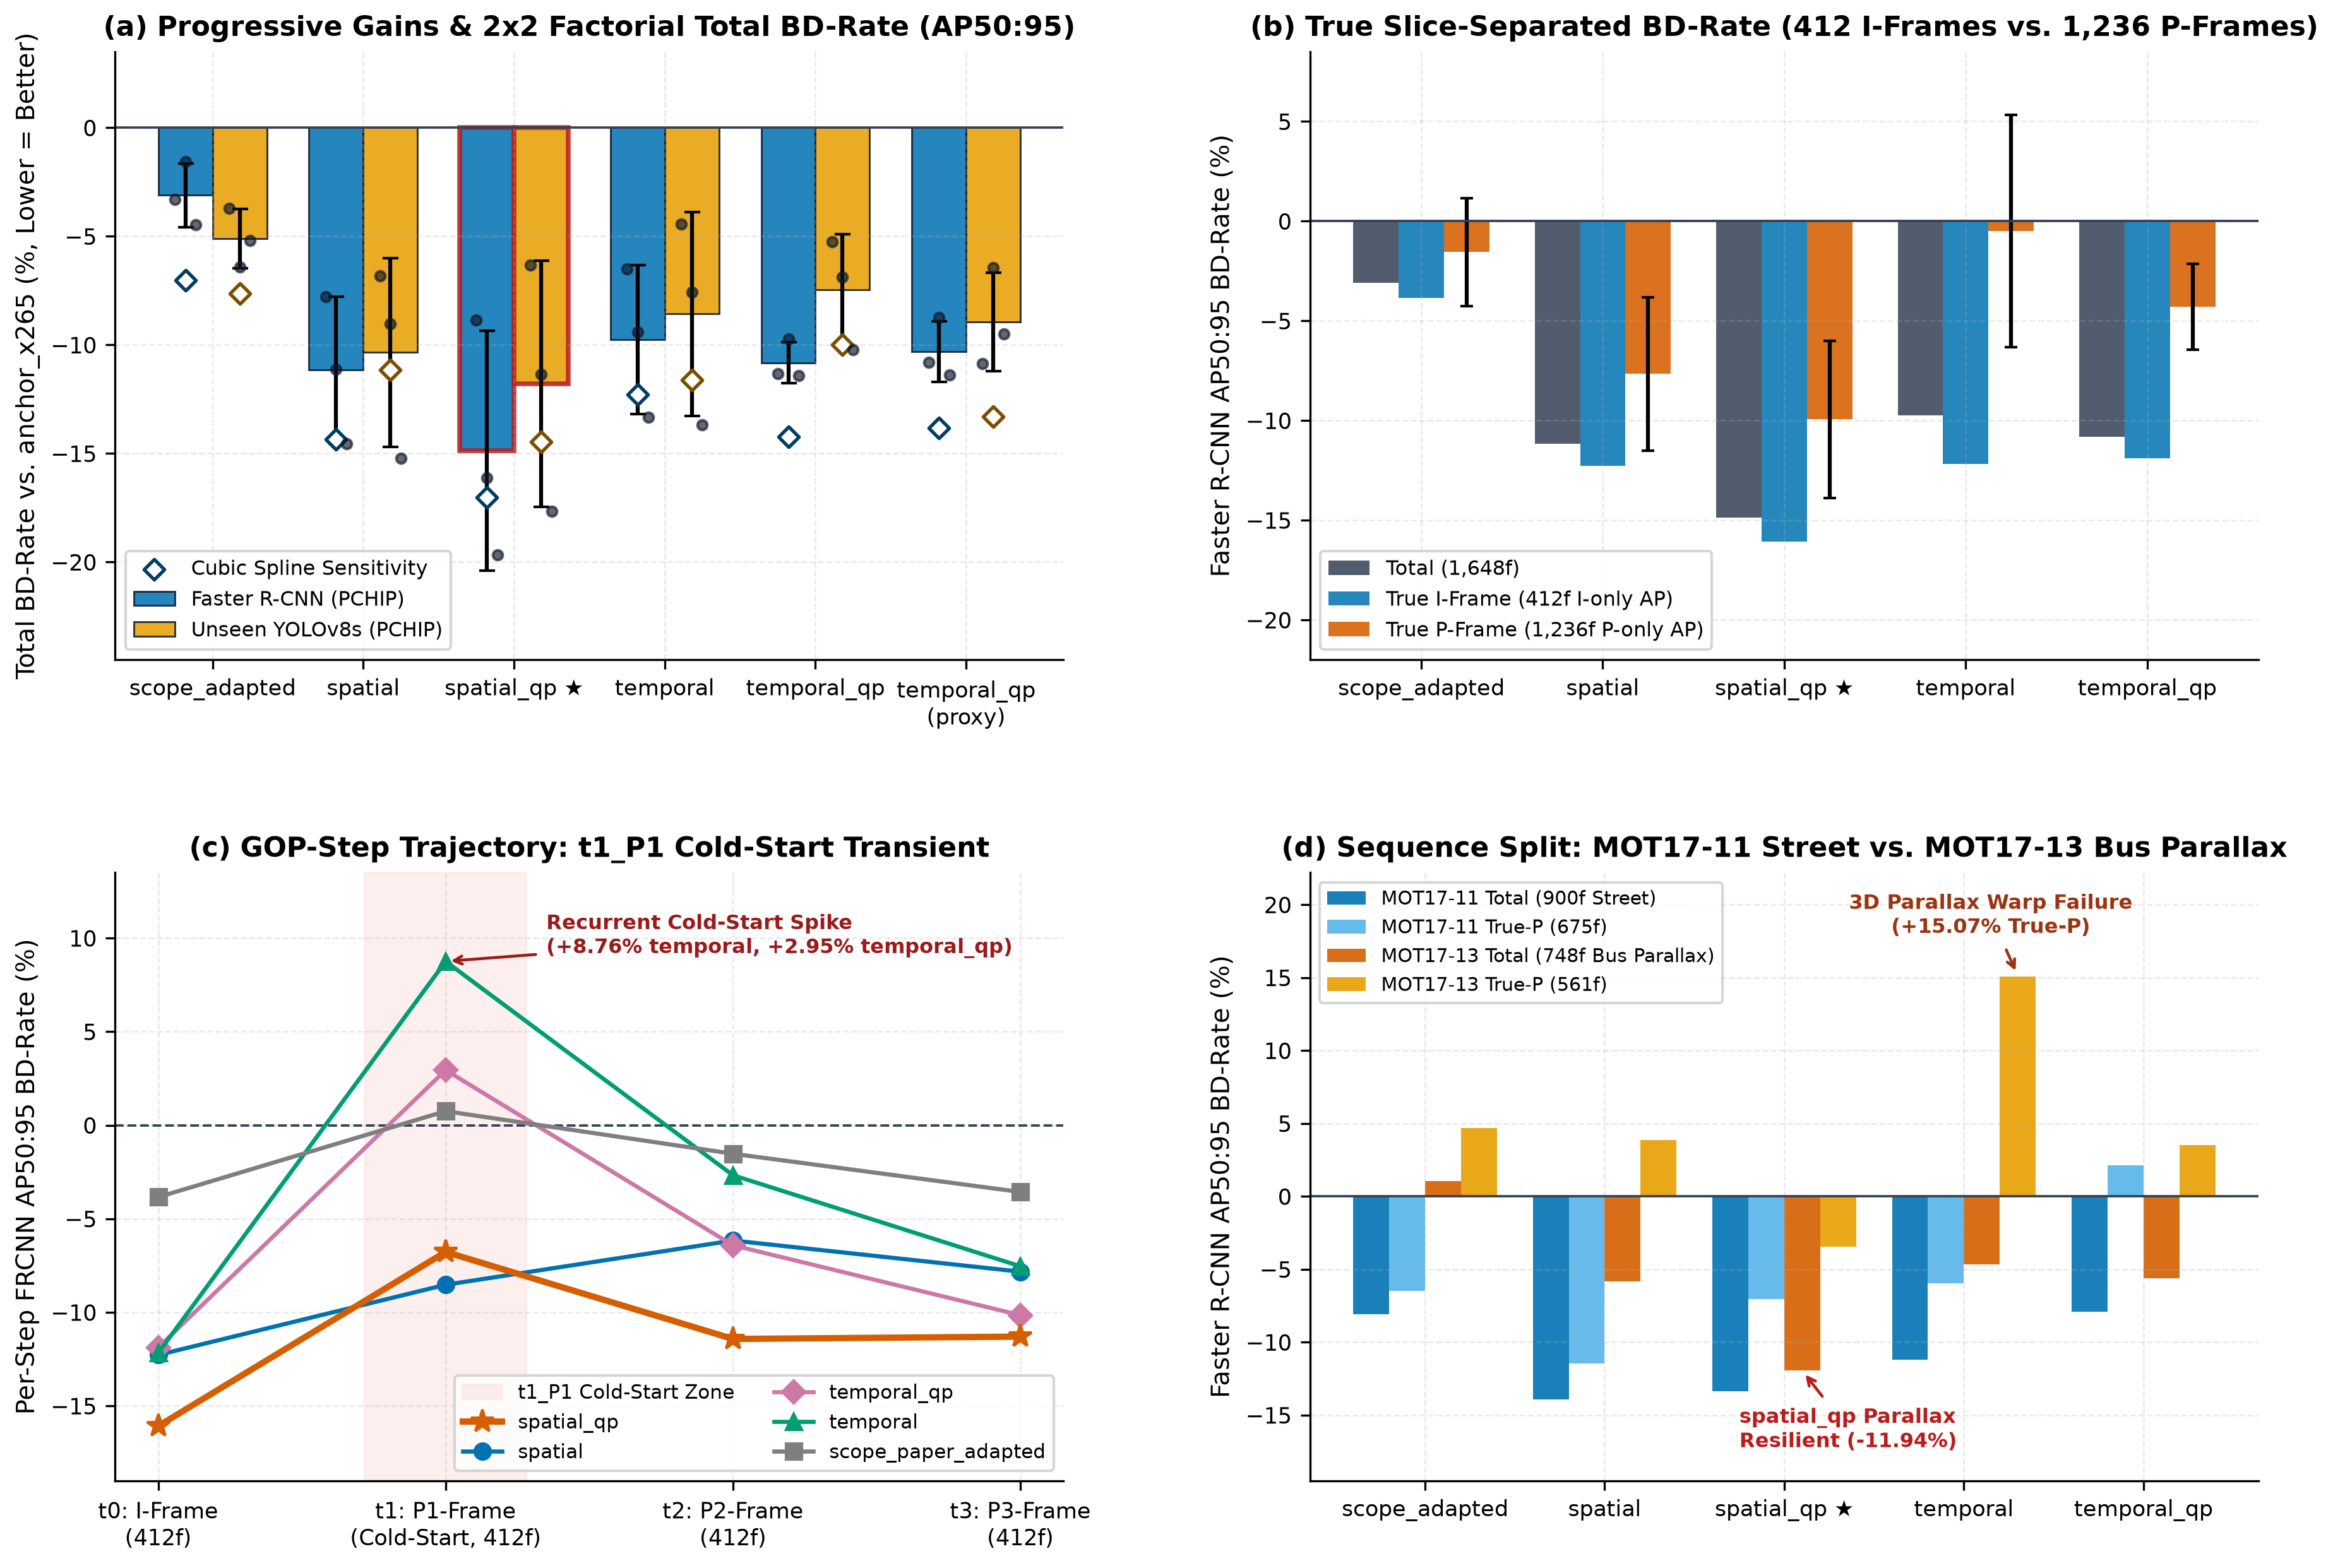 (a) Progressive Gains & 2x2 Factorial Total BD-Rate (AP50:95)
Total BD-Rate vs. anchor_x265 (%, Lower = Better)
0
−5
−10
−15
−20
Cubic Spline Sensitivity
Faster R-CNN (PCHIP)
Unseen YOLOv8s (PCHIP)
scope_adapted
spatial
spatial_qp ★
temporal
temporal_qp
temporal_qp
(proxy)
(b) True Slice-Separated BD-Rate (412 I-Frames vs. 1,236 P-Frames)
Faster R-CNN AP50:95 BD-Rate (%)
5
0
−5
−10
−15
−20
Total (1,648f)
True I-Frame (412f I-only AP)
True P-Frame (1,236f P-only AP)
scope_adapted
spatial
spatial_qp ★
temporal
temporal_qp
(c) GOP-Step Trajectory: t1_P1 Cold-Start Transient
Per-Step FRCNN AP50:95 BD-Rate (%)
10
5
0
−5
−10
−15
Recurrent Cold-Start Spike
(+8.76% temporal, +2.95% temporal_qp)
t1_P1 Cold-Start Zone
spatial_qp
spatial
temporal_qp
temporal
scope_paper_adapted
t0: I-Frame
(412f)
t1: P1-Frame
(Cold-Start, 412f)
t2: P2-Frame
(412f)
t3: P3-Frame
(412f)
(d) Sequence Split: MOT17-11 Street vs. MOT17-13 Bus Parallax
Faster R-CNN AP50:95 BD-Rate (%)
20
15
10
5
0
−5
−10
−15
MOT17-11 Total (900f Street)
MOT17-11 True-P (675f)
MOT17-13 Total (748f Bus Parallax)
MOT17-13 True-P (561f)
3D Parallax Warp Failure
(+15.07% True-P)
spatial_qp Parallax
Resilient (-11.94%)
scope_adapted
spatial
spatial_qp ★
temporal
temporal_qp